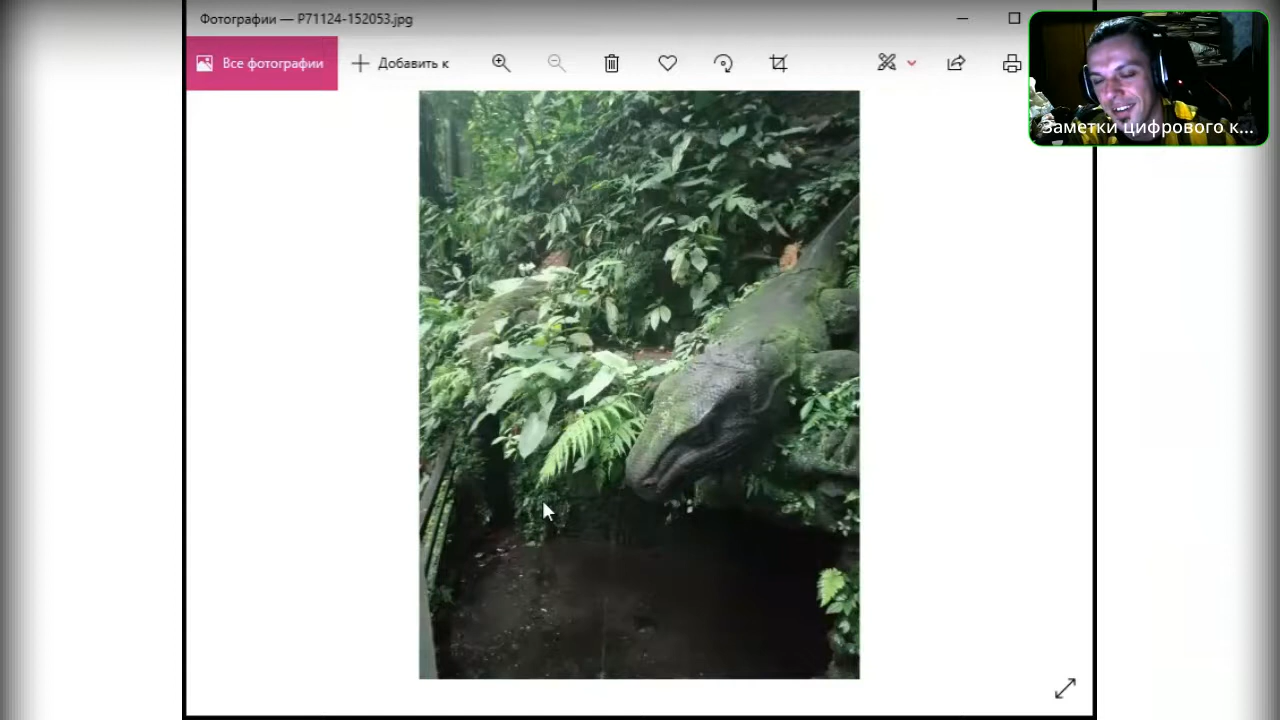 Фотографии — P71124-152053.jpg
Все фотографии
Добавить к
Заметки цифрового к...